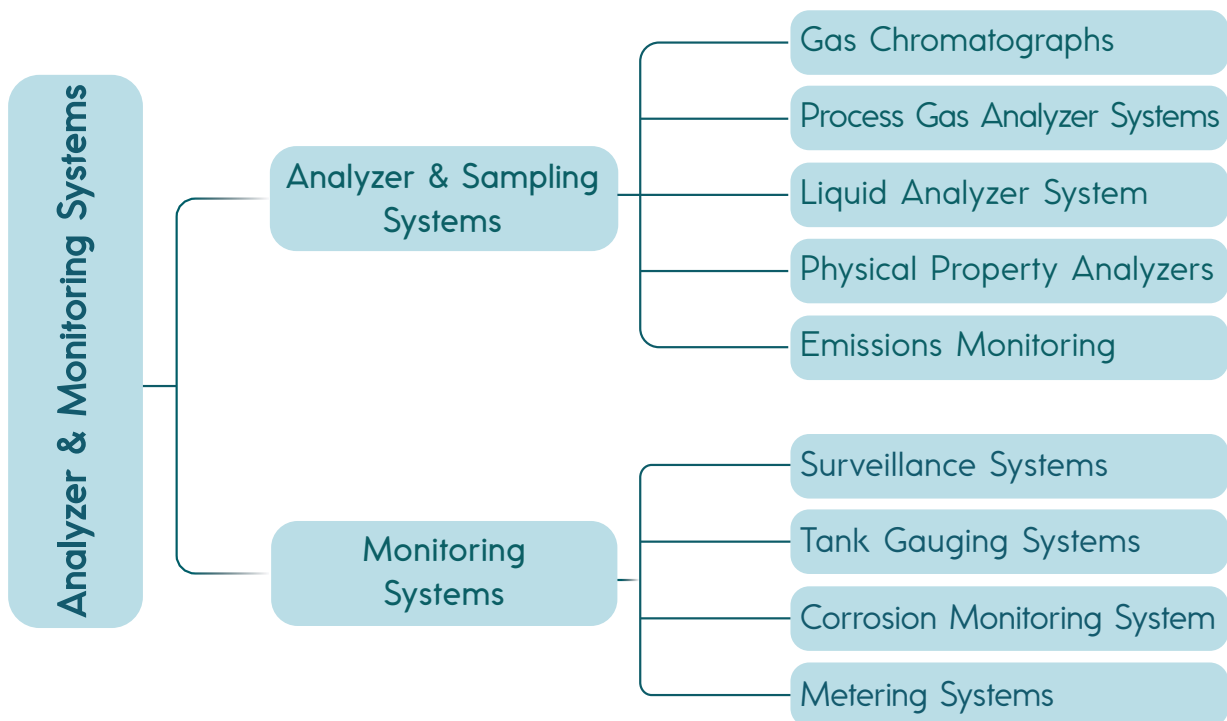 Analyzer & Monitoring Systems
Analyzer & Sampling
Systems
Gas Chromatographs
Process Gas Analyzer Systems
Liquid Analyzer System
Physical Property Analyzers
Emissions Monitoring
Monitoring
Systems
Surveillance Systems
Tank Gauging Systems
Corrosion Monitoring System
Metering Systems